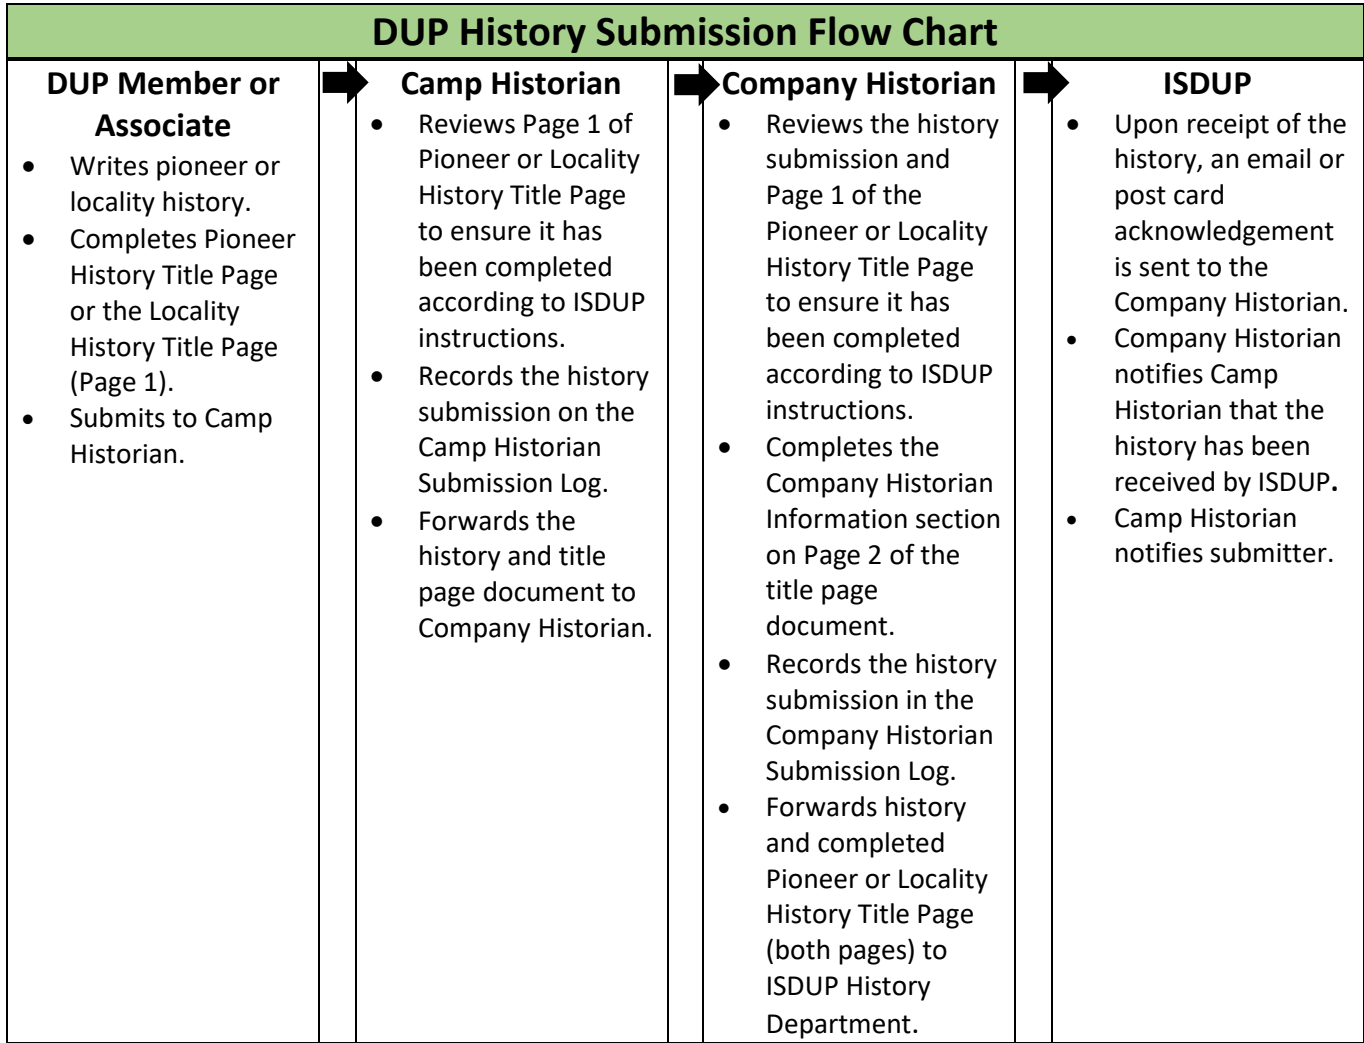 DUP History Submission Flow Chart
DUP Member or
Associate
• Writes pioneer or
locality history.
• Completes Pioneer
History Title Page
or the Locality
History Title Page
(Page 1).
• Submits to Camp
Historian.
Camp Historian
• Reviews Page 1 of
Pioneer or Locality
History Title Page
to ensure it has
been completed
according to ISDUP
instructions.
• Records the history
submission on the
Camp Historian
Submission Log.
• Forwards the
history and title
page document to
Company Historian.
Company Historian
• Reviews the history
submission and
Page 1 of the
Pioneer or Locality
History Title Page
to ensure it has
been completed
according to ISDUP
instructions.
• Completes the
Company Historian
Information section
on Page 2 of the
title page
document.
• Records the history
submission in the
Company Historian
Submission Log.
• Forwards history
and completed
Pioneer or Locality
History Title Page
(both pages) to
ISDUP History
Department.
ISDUP
• Upon receipt of the
history, an email or
post card
acknowledgement
is sent to the
Company Historian.
• Company Historian
notifies Camp
Historian that the
history has been
received by ISDUP.
• Camp Historian
notifies submitter.